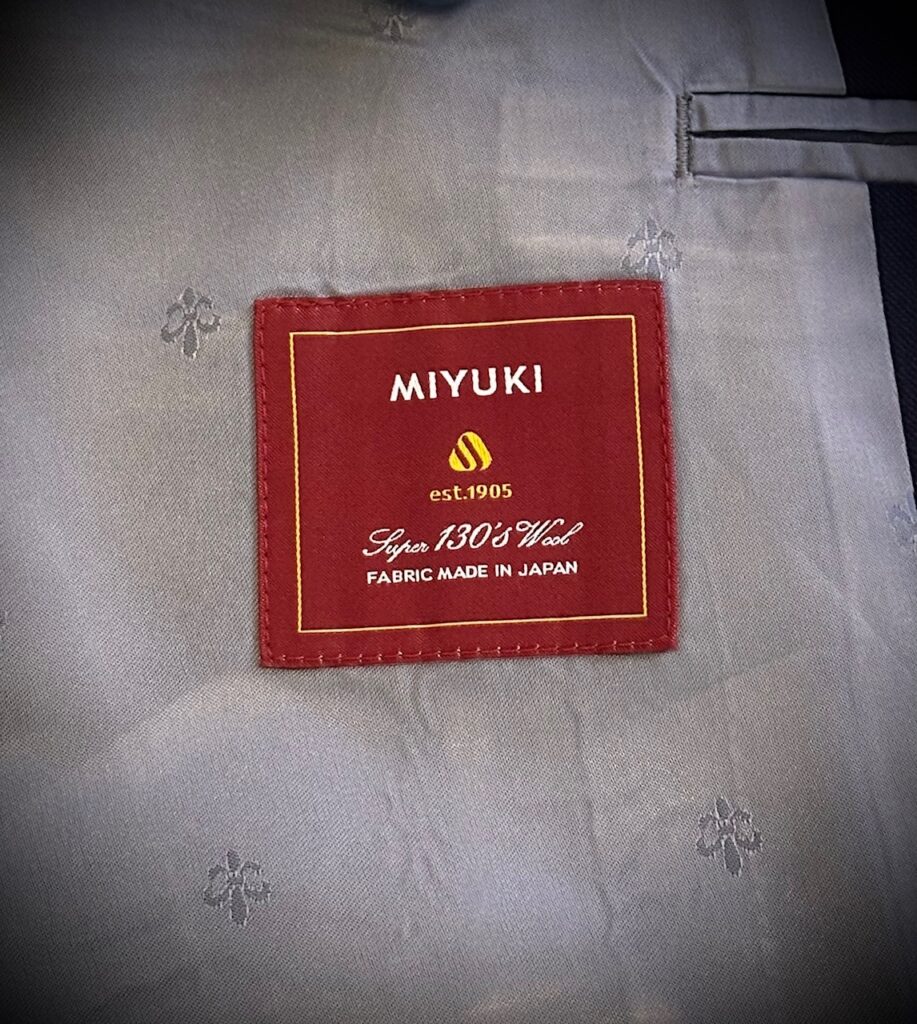 MIYUKI
est.1905
Super 130's Wool
FABRIC MADE IN JAPAN